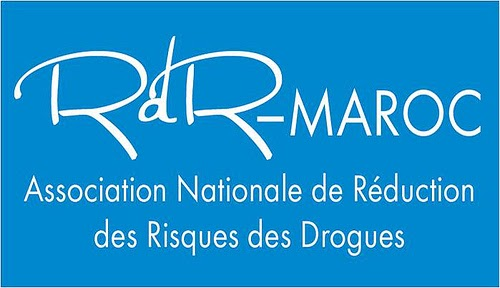 RdR-MAROC
Association Nationale de Réduction
des Risques des Drogues